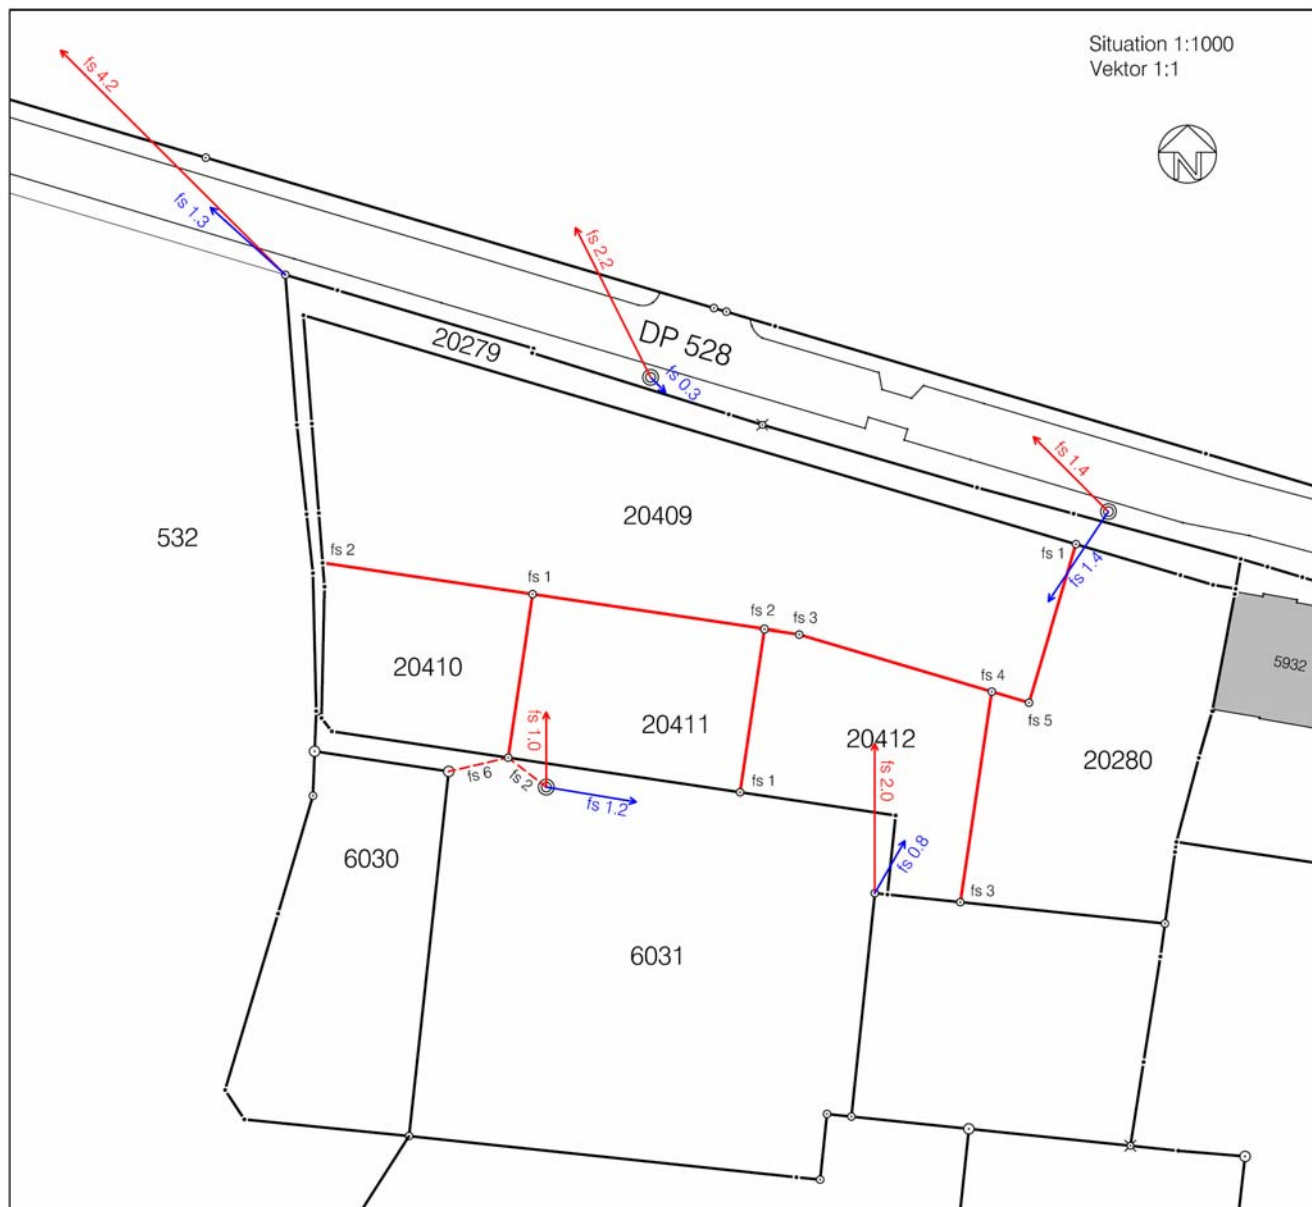 Situation 1:1000
Vektor 1:1
N
fs 4.2
fs 1.3
fs 2.2
DP 528
fs 0.3
20279
fs 1.4
fs 1.4
532
20409
fs 1
fs 2
fs 1
fs 2
fs 3
5932
20410
20411
20412
fs 4
fs 5
20280
fs 1.0
fs 6
fs 2
fs 1.2
fs 1
fs 2.0
fs 0.8
6030
fs 3
6031